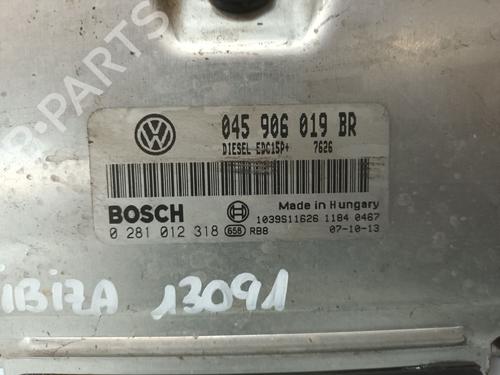 B-PARTS
045 906 019 BR
DIESEL EDC15P+ 7626
BOSCH
Made in Hungary
1039S11626 1184 0467
0 281 012 318 658 RB8
07-10-13
IBIZA 13091